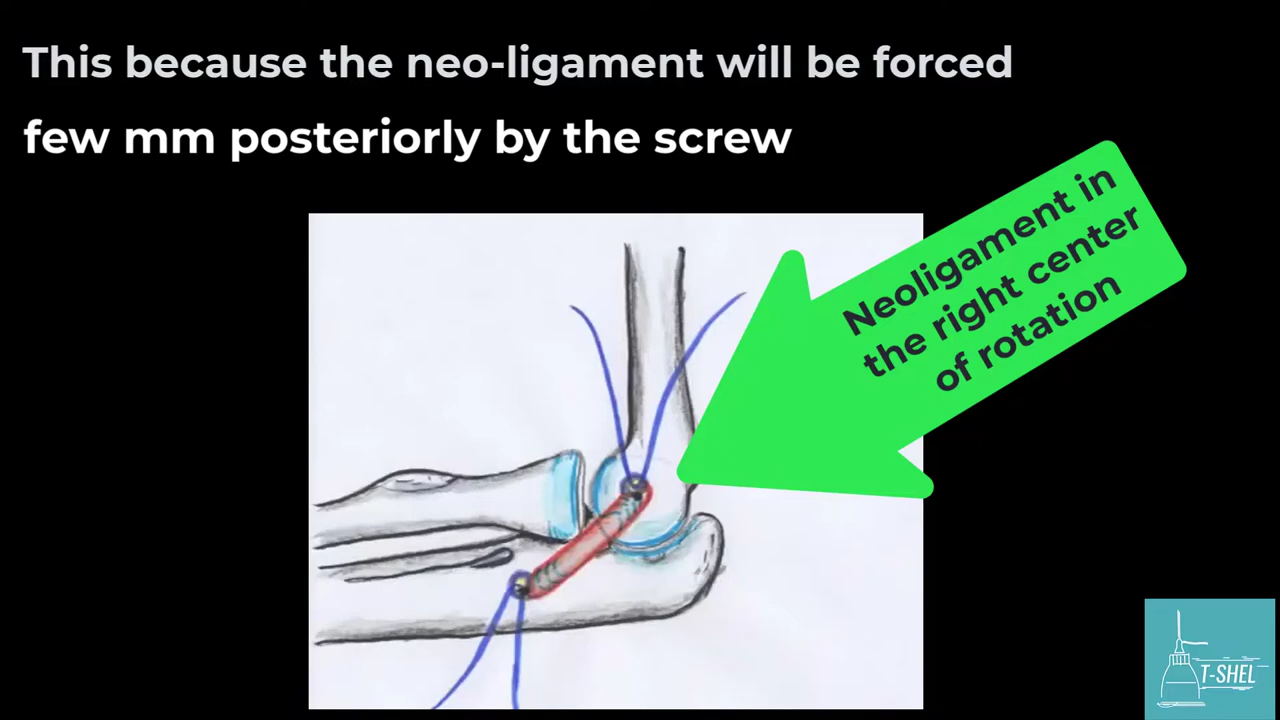 This because the neo-ligament will be forced
few mm posteriorly by the screw
Neoligament in
the right center
of rotation
T-SHEL